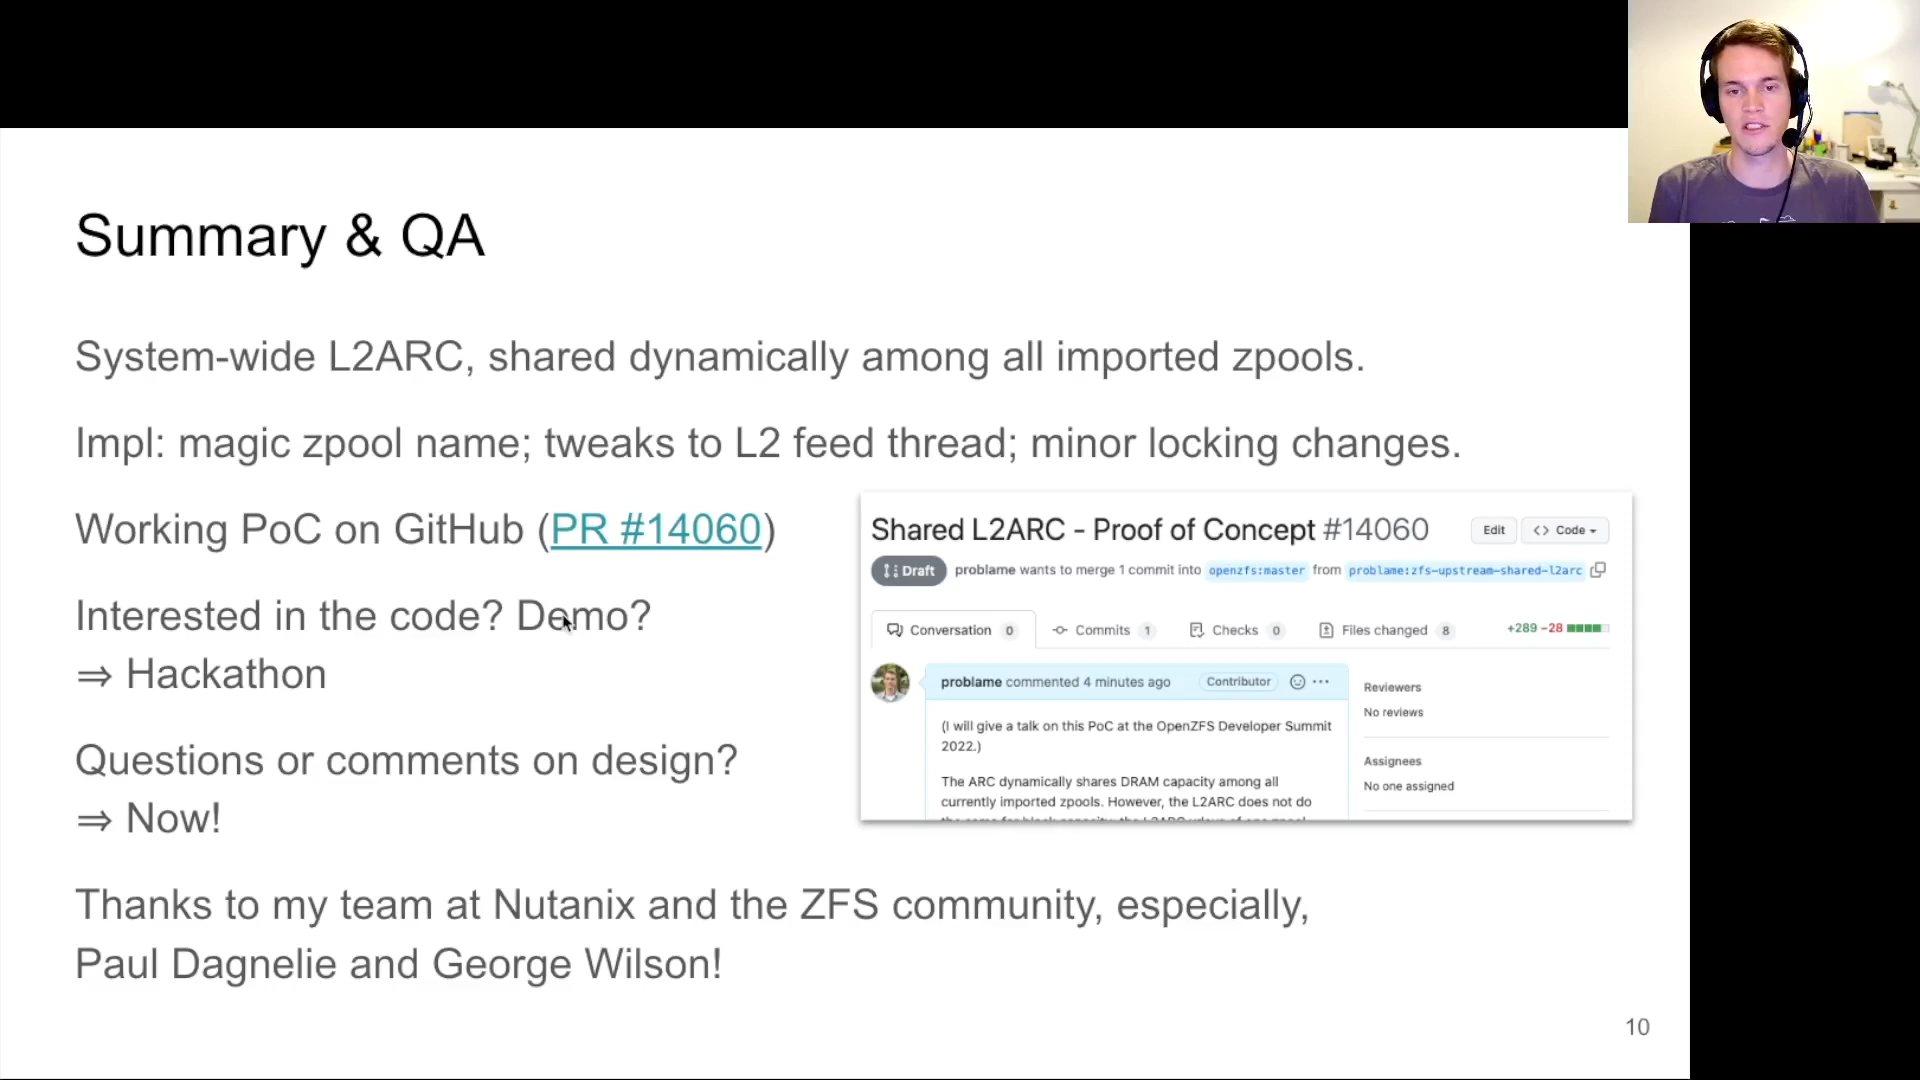 Summary & QA
System-wide L2ARC, shared dynamically among all imported zpools.
Impl: magic zpool name; tweaks to L2 feed thread; minor locking changes.
Working PoC on GitHub (PR #14060)
Interested in the code? Demo?
⇒ Hackathon
Questions or comments on design?
⇒ Now!
Shared L2ARC - Proof of Concept #14060
Edit
<> Code
Draft
problame wants to merge 1 commit into openzfs:master from problame:zfs-upstream-shared-l2arc
Conversation 0
Commits 1
Checks 0
Files changed 8
+289 −28
problame commented 4 minutes ago
Contributor
(I will give a talk on this PoC at the OpenZFS Developer Summit
2022.)
The ARC dynamically shares DRAM capacity among all
currently imported zpools. However, the L2ARC does not do
Reviewers
No reviews
Assignees
No one assigned
Thanks to my team at Nutanix and the ZFS community, especially,
Paul Dagnelie and George Wilson!
10